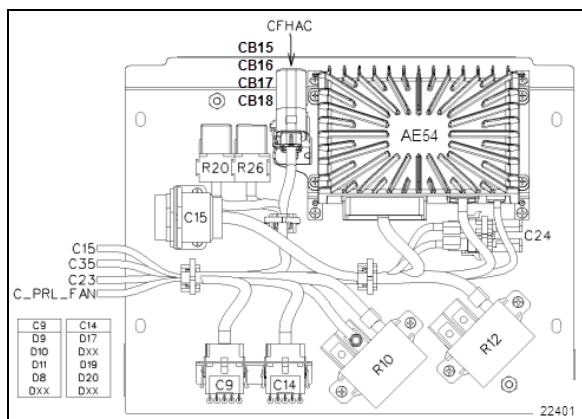 CFHAC
CB15
CB16
CB17
CB18
AE54
R20
R26
C15
C24
C15
C35
C23
C_PRL_FAN
R10
R12
C9
C14
C9 C14
D9 D17
D10 DXX
D11 D19
D8 D20
DXX DXX
22401